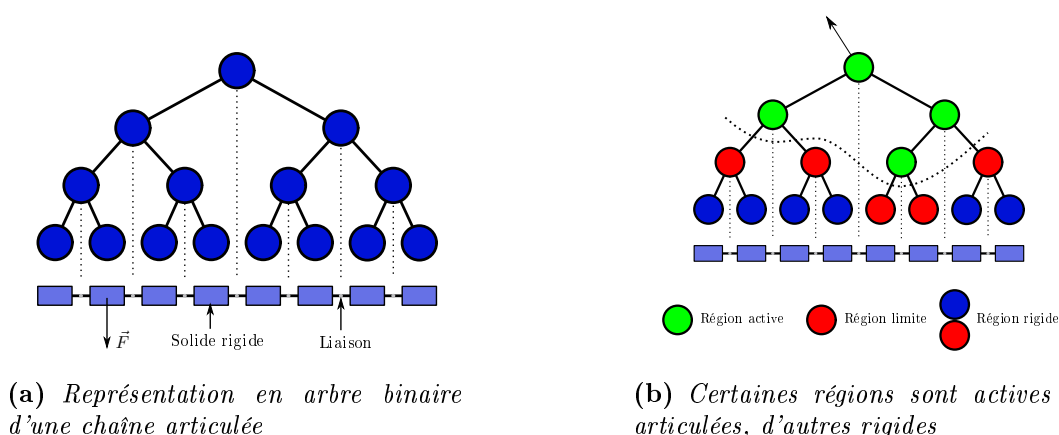 F⃗
Solide rigide
Liaison
(a) Représentation en arbre binaire
d'une chaîne articulée
Région active
Région limite
Région rigide
(b) Certaines régions sont actives
articulées, d'autres rigides